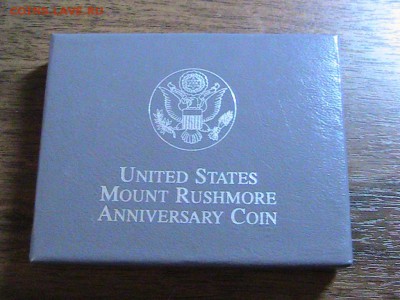 UNITED STATES
MOUNT RUSHMORE
ANNIVERSARY COIN